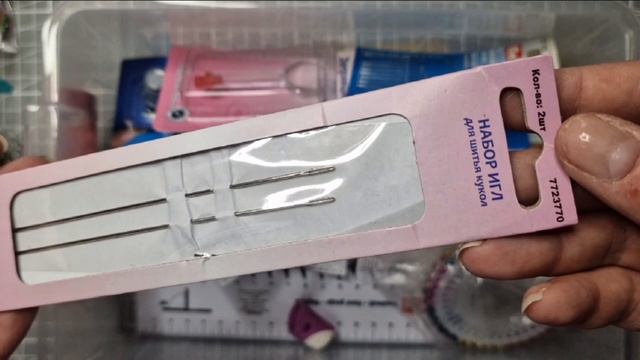 НАБОР ИГЛ
ДЛЯ ШИТЬЯ КУКОЛ
Кол-во: 2шт
7723770